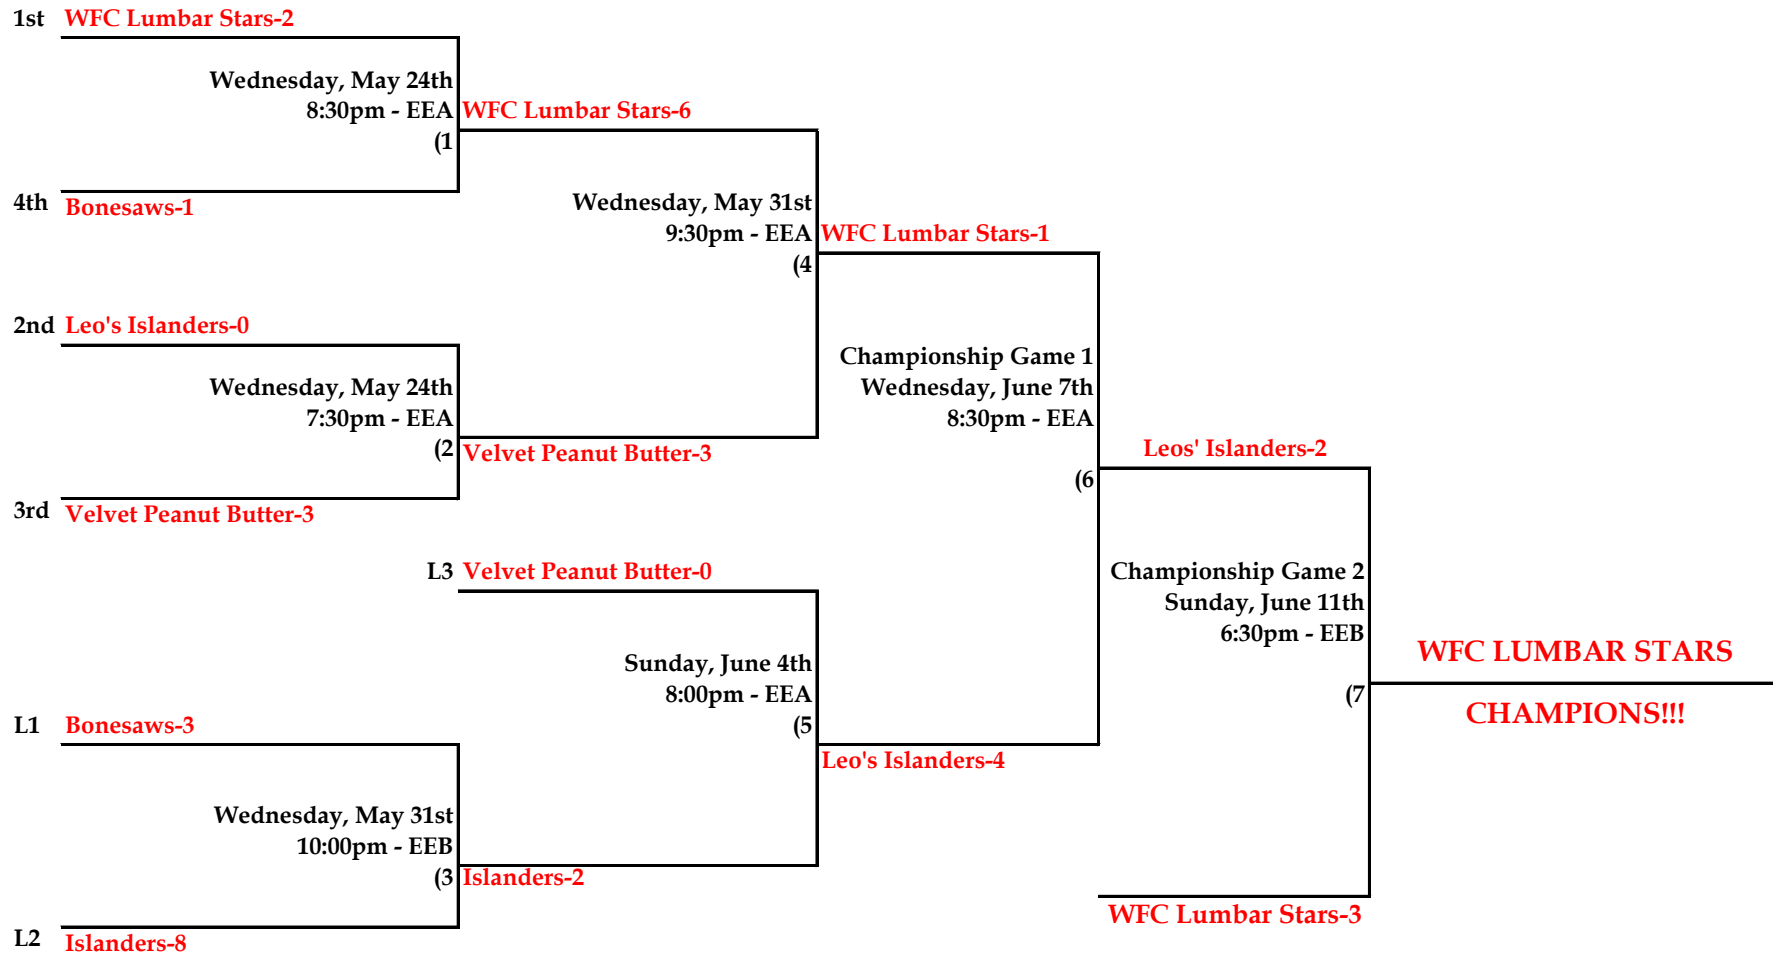 1st WFC Lumbar Stars-2
Wednesday, May 24th
8:30pm - EEA
(1
WFC Lumbar Stars-6
4th Bonesaws-1
Wednesday, May 31st
9:30pm - EEA
(4
WFC Lumbar Stars-1
2nd Leo's Islanders-0
Wednesday, May 24th
7:30pm - EEA
(2
Velvet Peanut Butter-3
3rd Velvet Peanut Butter-3
Championship Game 1
Wednesday, June 7th
8:30pm - EEA
(6
Leos' Islanders-2
L3 Velvet Peanut Butter-0
Sunday, June 4th
8:00pm - EEA
(5
Leo's Islanders-4
Championship Game 2
Sunday, June 11th
6:30pm - EEB
(7
WFC LUMBAR STARS
CHAMPIONS!!!
L1 Bonesaws-3
Wednesday, May 31st
10:00pm - EEB
(3
Islanders-2
L2 Islanders-8
WFC Lumbar Stars-3